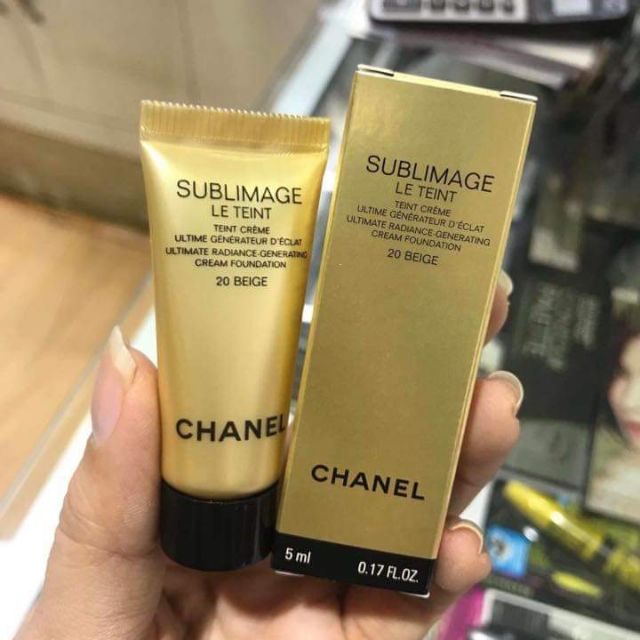 SUBLIMAGE
LE TEINT
TEINT CRÈME
ULTIME GÉNÉRATEUR D'ÉCLAT
ULTIMATE RADIANCE-GENERATING
CREAM FOUNDATION
20 BEIGE
CHANEL
SUBLIMAGE
LE TEINT
TEINT CRÈME
ULTIME GÉNÉRATEUR D'ÉCLAT
ULTIMATE RADIANCE-GENERATING
CREAM FOUNDATION
20 BEIGE
CHANEL
5 ml 0.17 FL.OZ.